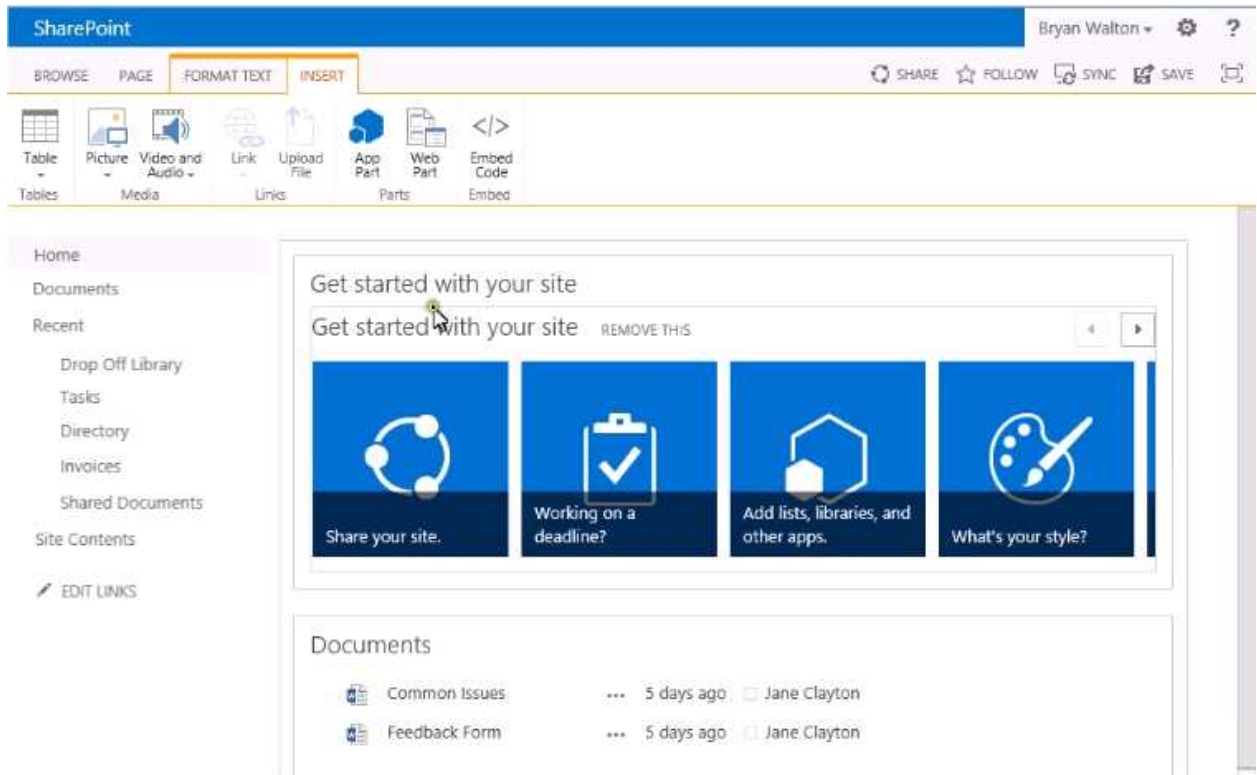 SharePoint
Bryan Walton
?
BROWSE PAGE FORMAT TEXT INSERT
SHARE FOLLOW SYNC SAVE
Table Picture Video and Audio Link Upload File App Part Web Part </> Embed Code
Tables Media Links Parts Embed
Home
Documents
Recent
Drop Off Library
Tasks
Directory
Invoices
Shared Documents
Site Contents
EDIT LINKS
Get started with your site
Get started with your site REMOVE THIS
Share your site.
Working on a
deadline?
Add lists, libraries, and
other apps.
What's your style?
Documents
Common Issues ... 5 days ago Jane Clayton
Feedback Form ... 5 days ago Jane Clayton